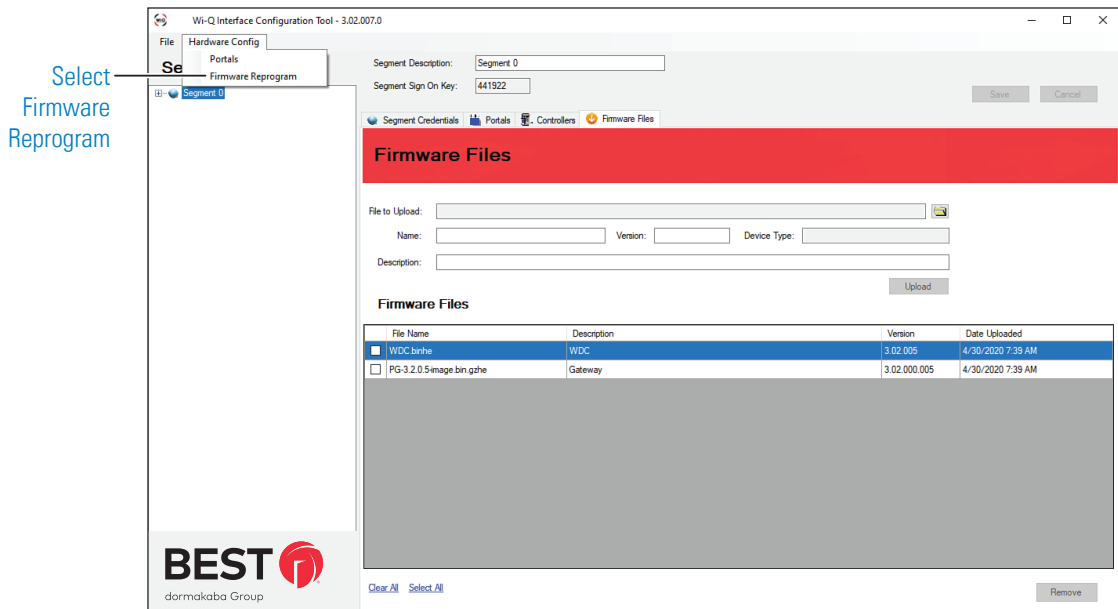 Wi-Q Interface Configuration Tool - 3.02.007.0
File Hardware Config
Portals
Firmware Reprogram
Select
Firmware
Reprogram
Se
Segment 0
Segment Description: Segment 0
Segment Sign On Key: 441922
Save Cancel
Segment Credentials Portals Controllers Firmware Files
Firmware Files
File to Upload:
Name: Version: Device Type:
Description:
Upload
Firmware Files
File Name Description Version Date Uploaded
WDC.binhe WDC 3.02.005 4/30/2020 7:39 AM
PG-3.2.0.5-image.bin.gzhe Gateway 3.02.000.005 4/30/2020 7:39 AM
BEST
dormakaba Group
Clear All Select All
Remove